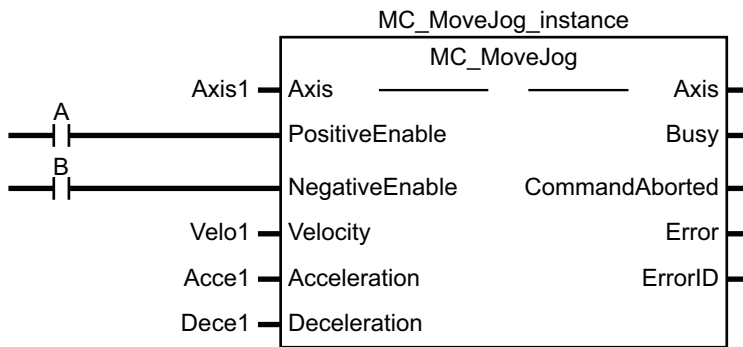 MC_MoveJog_instance
MC_MoveJog
Axis1 Axis Axis
A
PositiveEnable Busy
B
NegativeEnable CommandAborted
Velo1 Velocity Error
Acce1 Acceleration ErrorID
Dece1 Deceleration